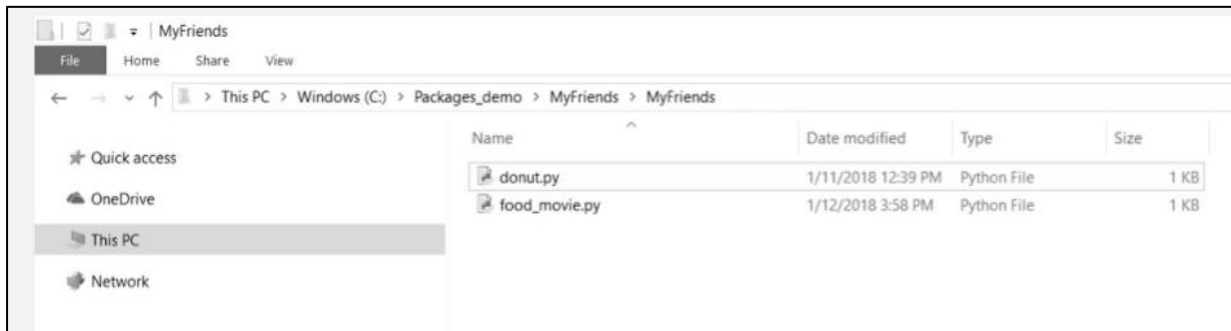 MyFriends
File Home Share View
This PC > Windows (C:) > Packages_demo > MyFriends > MyFriends
Name Date modified Type Size
Quick access
donut.py 1/11/2018 12:39 PM Python File 1 KB
OneDrive
food_movie.py 1/12/2018 3:58 PM Python File 1 KB
This PC
Network